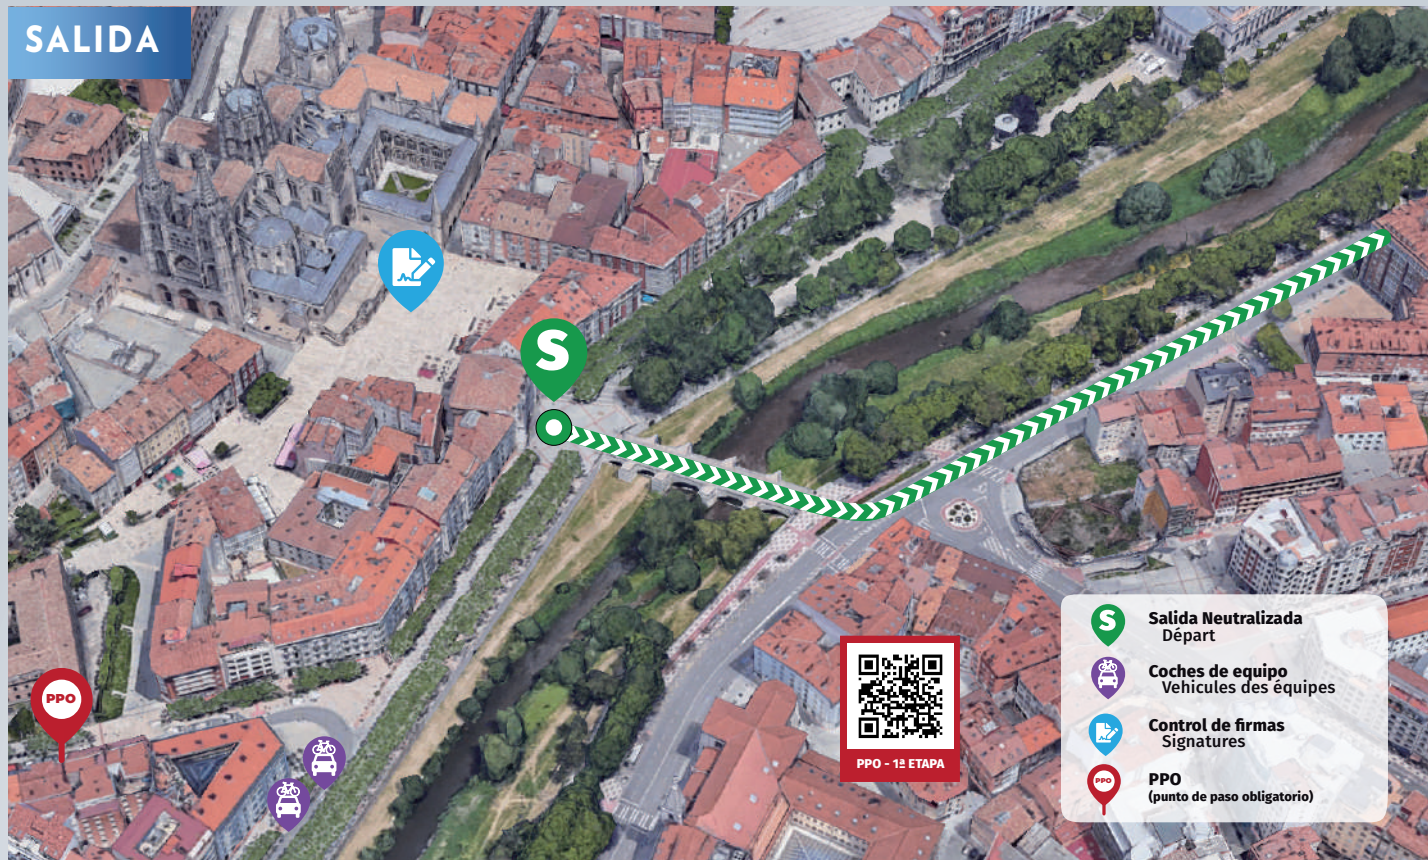 SALIDA
S
PPO
PPO - 1ª ETAPA
S
Salida Neutralizada
Départ
Coches de equipo
Vehicules des équipes
Control de firmas
Signatures
PPO
PPO
(punto de paso obligatorio)